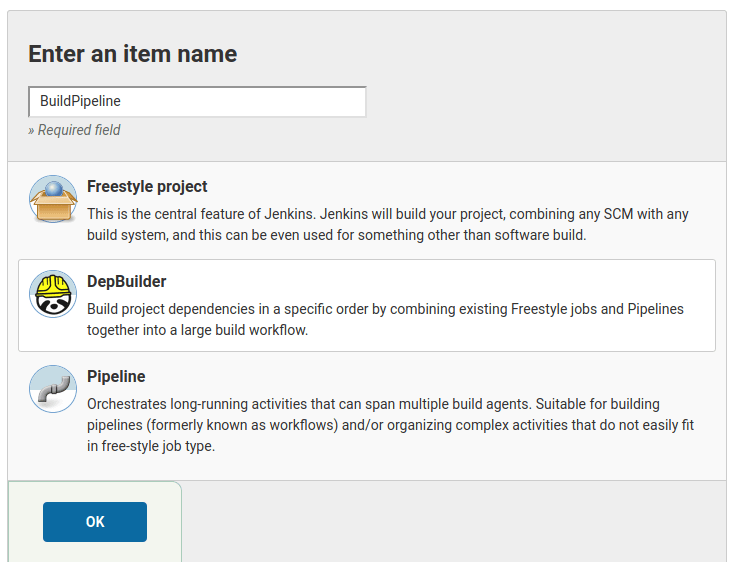 Enter an item name
BuildPipeline
» Required field
Freestyle project
This is the central feature of Jenkins. Jenkins will build your project, combining any SCM with any
build system, and this can be even used for something other than software build.
DepBuilder
Build project dependencies in a specific order by combining existing Freestyle jobs and Pipelines
together into a large build workflow.
Pipeline
Orchestrates long-running activities that can span multiple build agents. Suitable for building
pipelines (formerly known as workflows) and/or organizing complex activities that do not easily fit
in free-style job type.
OK